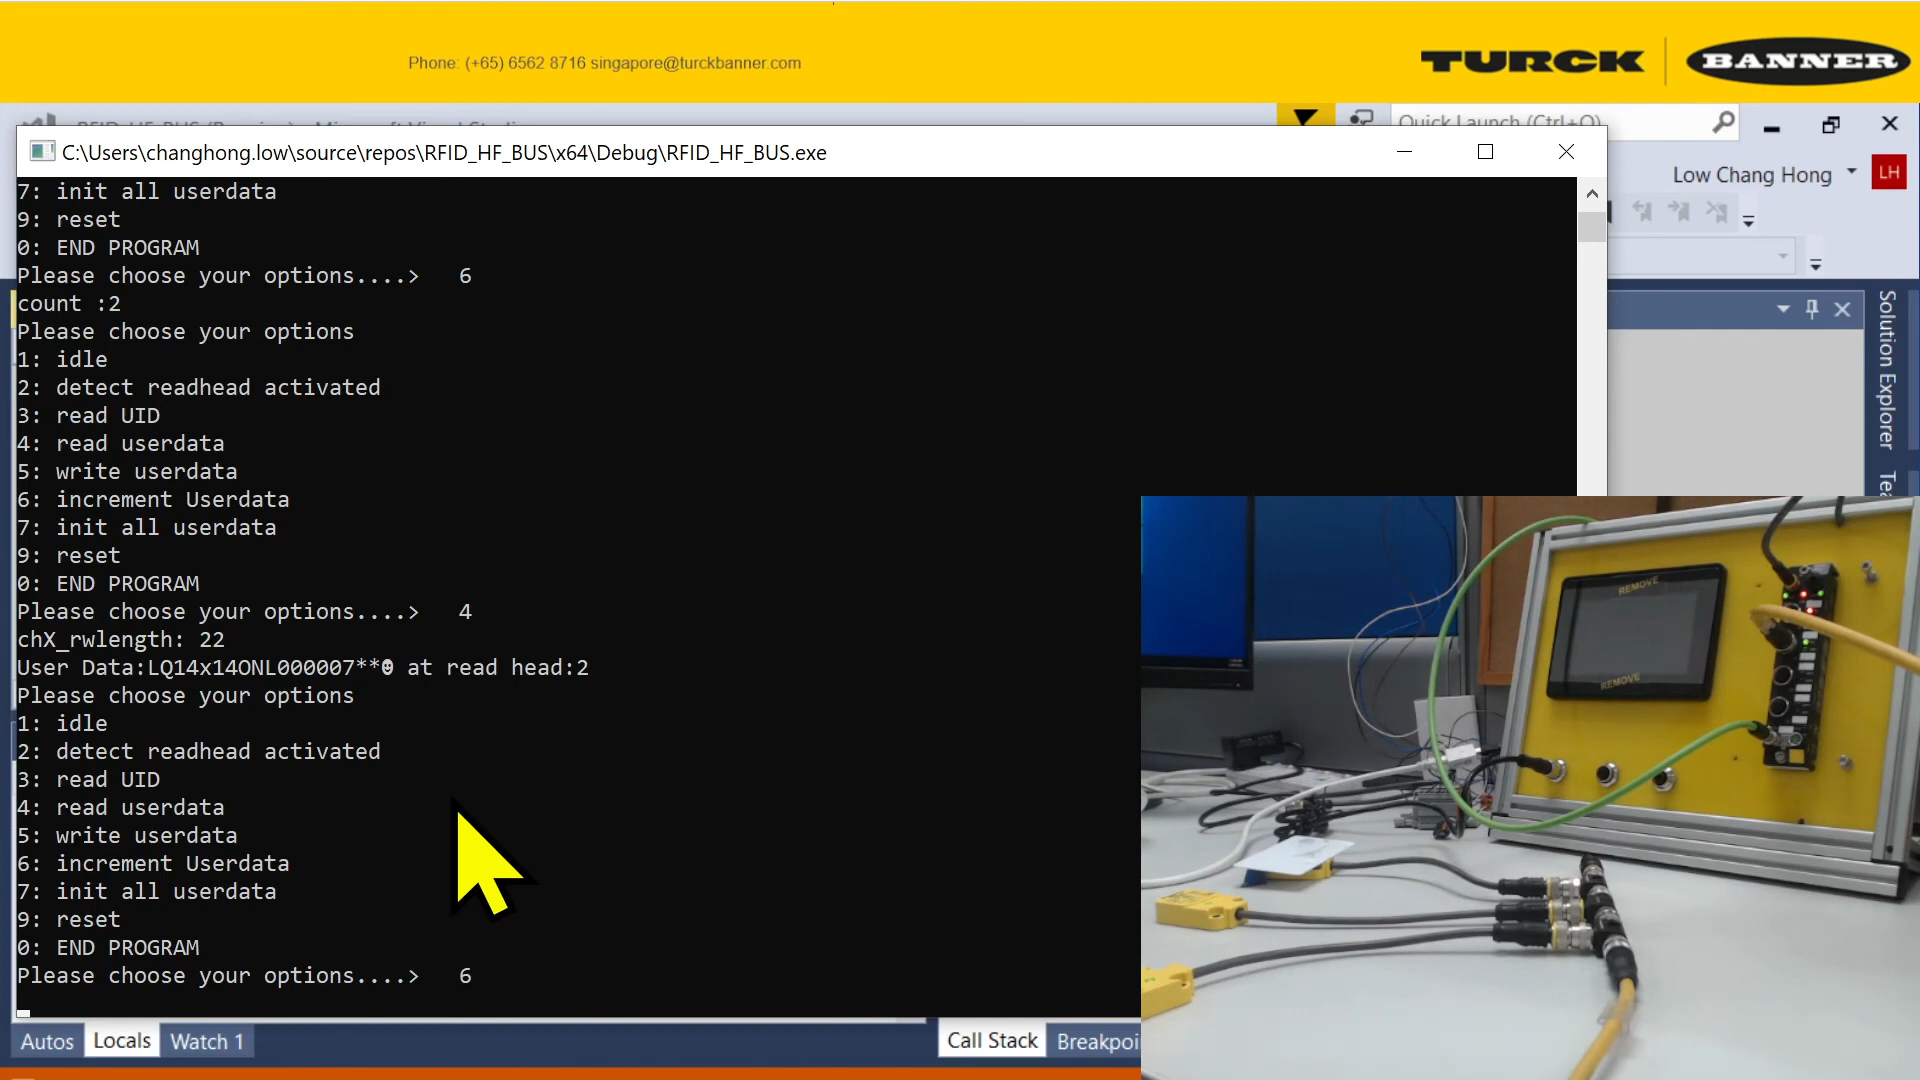 Phone: (+65) 6562 8716 singapore@turckbanner.com
TURCK
BANNER
Quick Launch (Ctrl+Q)
C:\Users\changhong.low\source\repos\RFID_HF_BUS\x64\Debug\RFID_HF_BUS.exe
Low Chang Hong
LH
7: init all userdata
9: reset
0: END PROGRAM
Please choose your options....> 6
count :2
Please choose your options
1: idle
2: detect readhead activated
3: read UID
4: read userdata
5: write userdata
6: increment Userdata
7: init all userdata
9: reset
0: END PROGRAM
Please choose your options....> 4
chX_rwlength: 22
User Data:LQ14x14ONL000007**☻ at read head:2
Please choose your options
1: idle
2: detect readhead activated
3: read UID
4: read userdata
5: write userdata
6: increment Userdata
7: init all userdata
9: reset
0: END PROGRAM
Please choose your options....> 6
Solution Explorer
REMOVE
REMOVE
Autos
Locals
Watch 1
Call Stack
Breakpoi